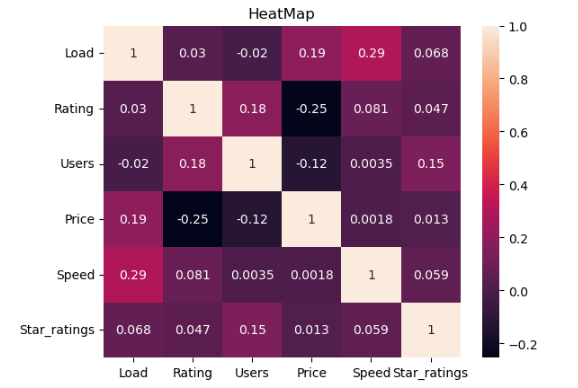 HeatMap
Load 1 0.03 -0.02 0.19 0.29 0.068
Rating 0.03 1 0.18 -0.25 0.081 0.047
Users -0.02 0.18 1 -0.12 0.0035 0.15
Price 0.19 -0.25 -0.12 1 0.0018 0.013
Speed 0.29 0.081 0.0035 0.0018 1 0.059
Star_ratings 0.068 0.047 0.15 0.013 0.059 1
Load Rating Users Price Speed Star_ratings
1.0
0.8
0.6
0.4
0.2
0.0
−0.2